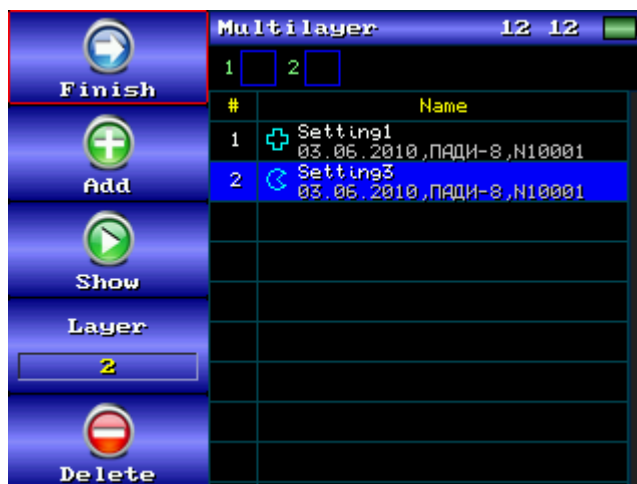 Finish
Multilayer 12 12
1 2
# Name
1 Setting1
03.06.2010,ПАДИ-8,N10001
2 Setting3
03.06.2010,ПАДИ-8,N10001
Add
Show
Layer
2
Delete